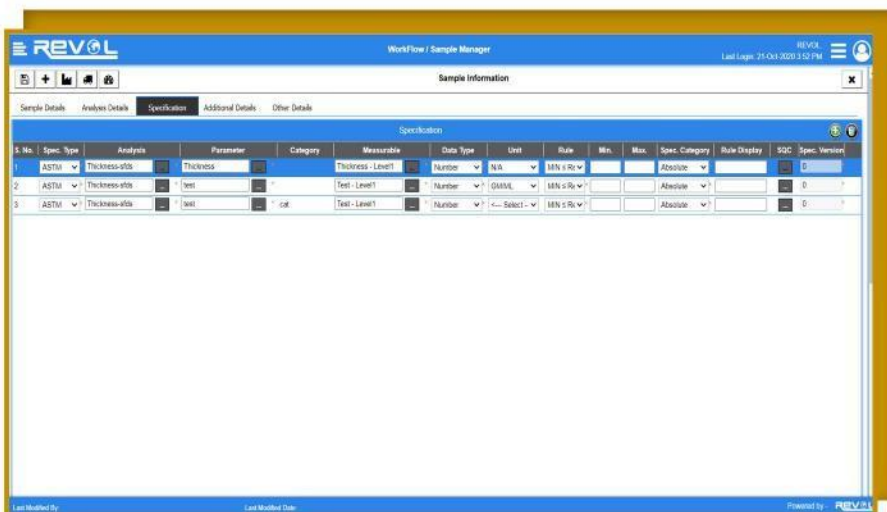 REVOL
WorkFlow / Sample Manager
REVOL
Last Login: 21-Oct-2020 3:52 PM
Sample Information
Sample Details Analysis Details Specification Additional Details Other Details
Specification
S. No. Spec. Type Analysis Parameter Category Measurable Data Type Unit Rule Min. Max. Spec. Category Rule Display SQC Spec. Version
1 ASTM Thickness-sfds ... Thickness ... Thickness - Level1 ... Number N/A MIN ≤ Absolute ... 0
2 ASTM Thickness-sfds ... test ... Test - Level1 ... Number GM/ML MIN ≤ Absolute ... 0
3 ASTM Thickness-sfds ... test ... cat Test - Level1 ... Number <--- Select - MIN ≤ Absolute ... 0
Last Modified By: Last Modified Date: Powered by - REVOL